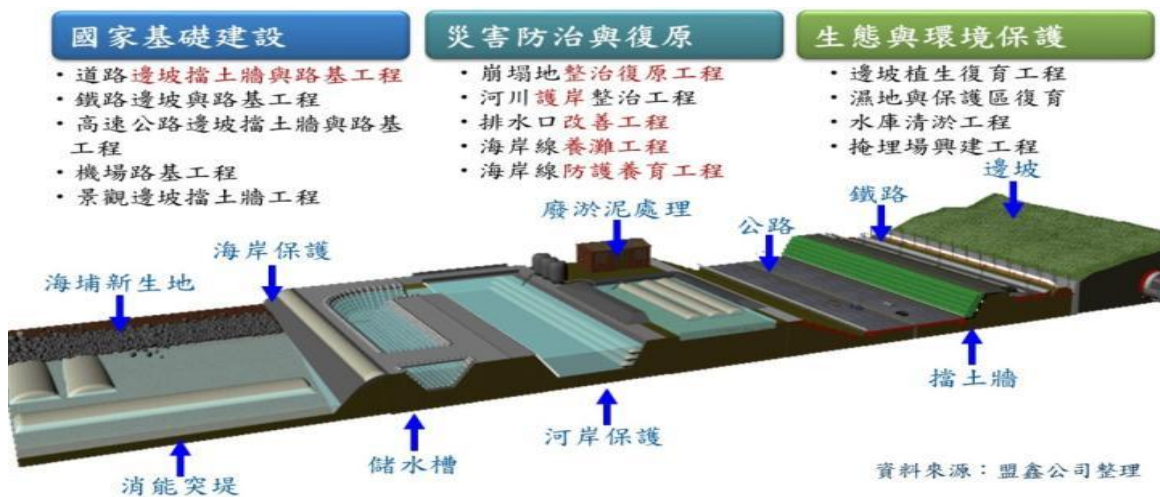 國家基礎建設
・道路邊坡擋土牆與路基工程
・鐵路邊坡與路基工程
・高速公路邊坡擋土牆與路基
工程
・機場路基工程
・景觀邊坡擋土牆工程
災害防治與復原
・崩塌地整治復原工程
・河川護岸整治工程
・排水口改善工程
・海岸線養灘工程
・海岸線防護養育工程
生態與環境保護
・邊坡植生復育工程
・濕地與保護區復育
・水庫清淤工程
・掩埋場興建工程
邊坡
鐵路
公路
廢淤泥處理
海岸保護
海埔新生地
擋土牆
河岸保護
儲水槽
消能突堤
資料來源：盟鑫公司整理